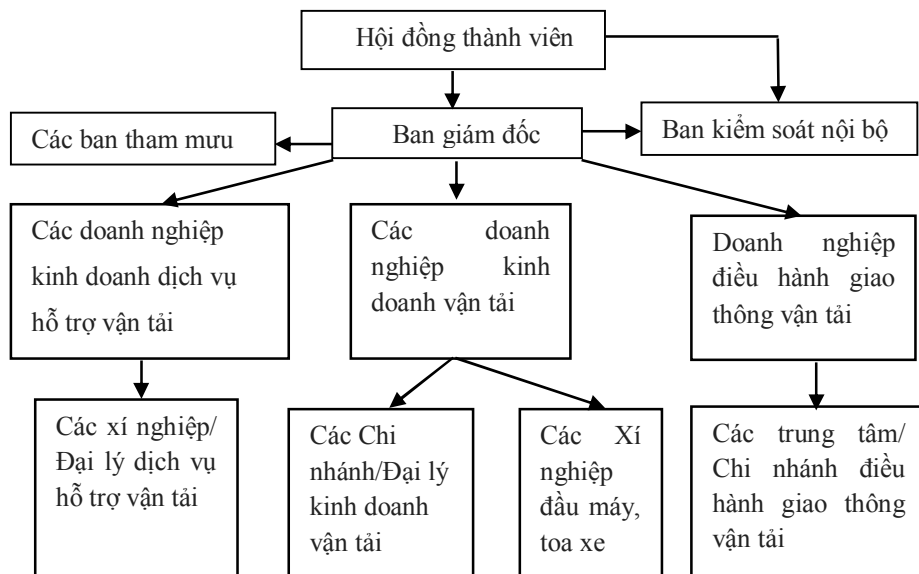 Hội đồng thành viên
Các ban tham mưu
Ban giám đốc
Ban kiểm soát nội bộ
Các doanh nghiệp
kinh doanh dịch vụ
hỗ trợ vận tải
Các doanh
nghiệp kinh
doanh vận tải
Doanh nghiệp
điều hành giao
thông vận tải
Các xí nghiệp/
Đại lý dịch vụ
hỗ trợ vận tải
Các Chi
nhánh/Đại lý
kinh doanh
vận tải
Các Xí
nghiệp
đầu máy,
toa xe
Các trung tâm/
Chi nhánh điều
hành giao thông
vận tải